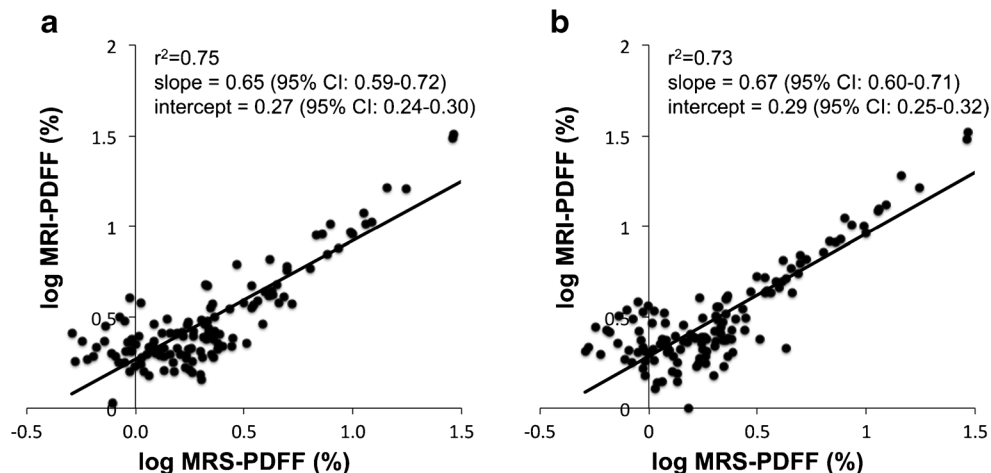 a
r²=0.75
slope = 0.65 (95% CI: 0.59-0.72)
intercept = 0.27 (95% CI: 0.24-0.30)
log MRI-PDFF (%)
2
1.5
1
0.5
0
-0.5 0.0 0.5 1.0 1.5
log MRS-PDFF (%)
b
r²=0.73
slope = 0.67 (95% CI: 0.60-0.71)
intercept = 0.29 (95% CI: 0.25-0.32)
log MRI-PDFF (%)
2
1.5
1
0.5
0
-0.5 0 0.5 1.0 1.5
log MRS-PDFF (%)